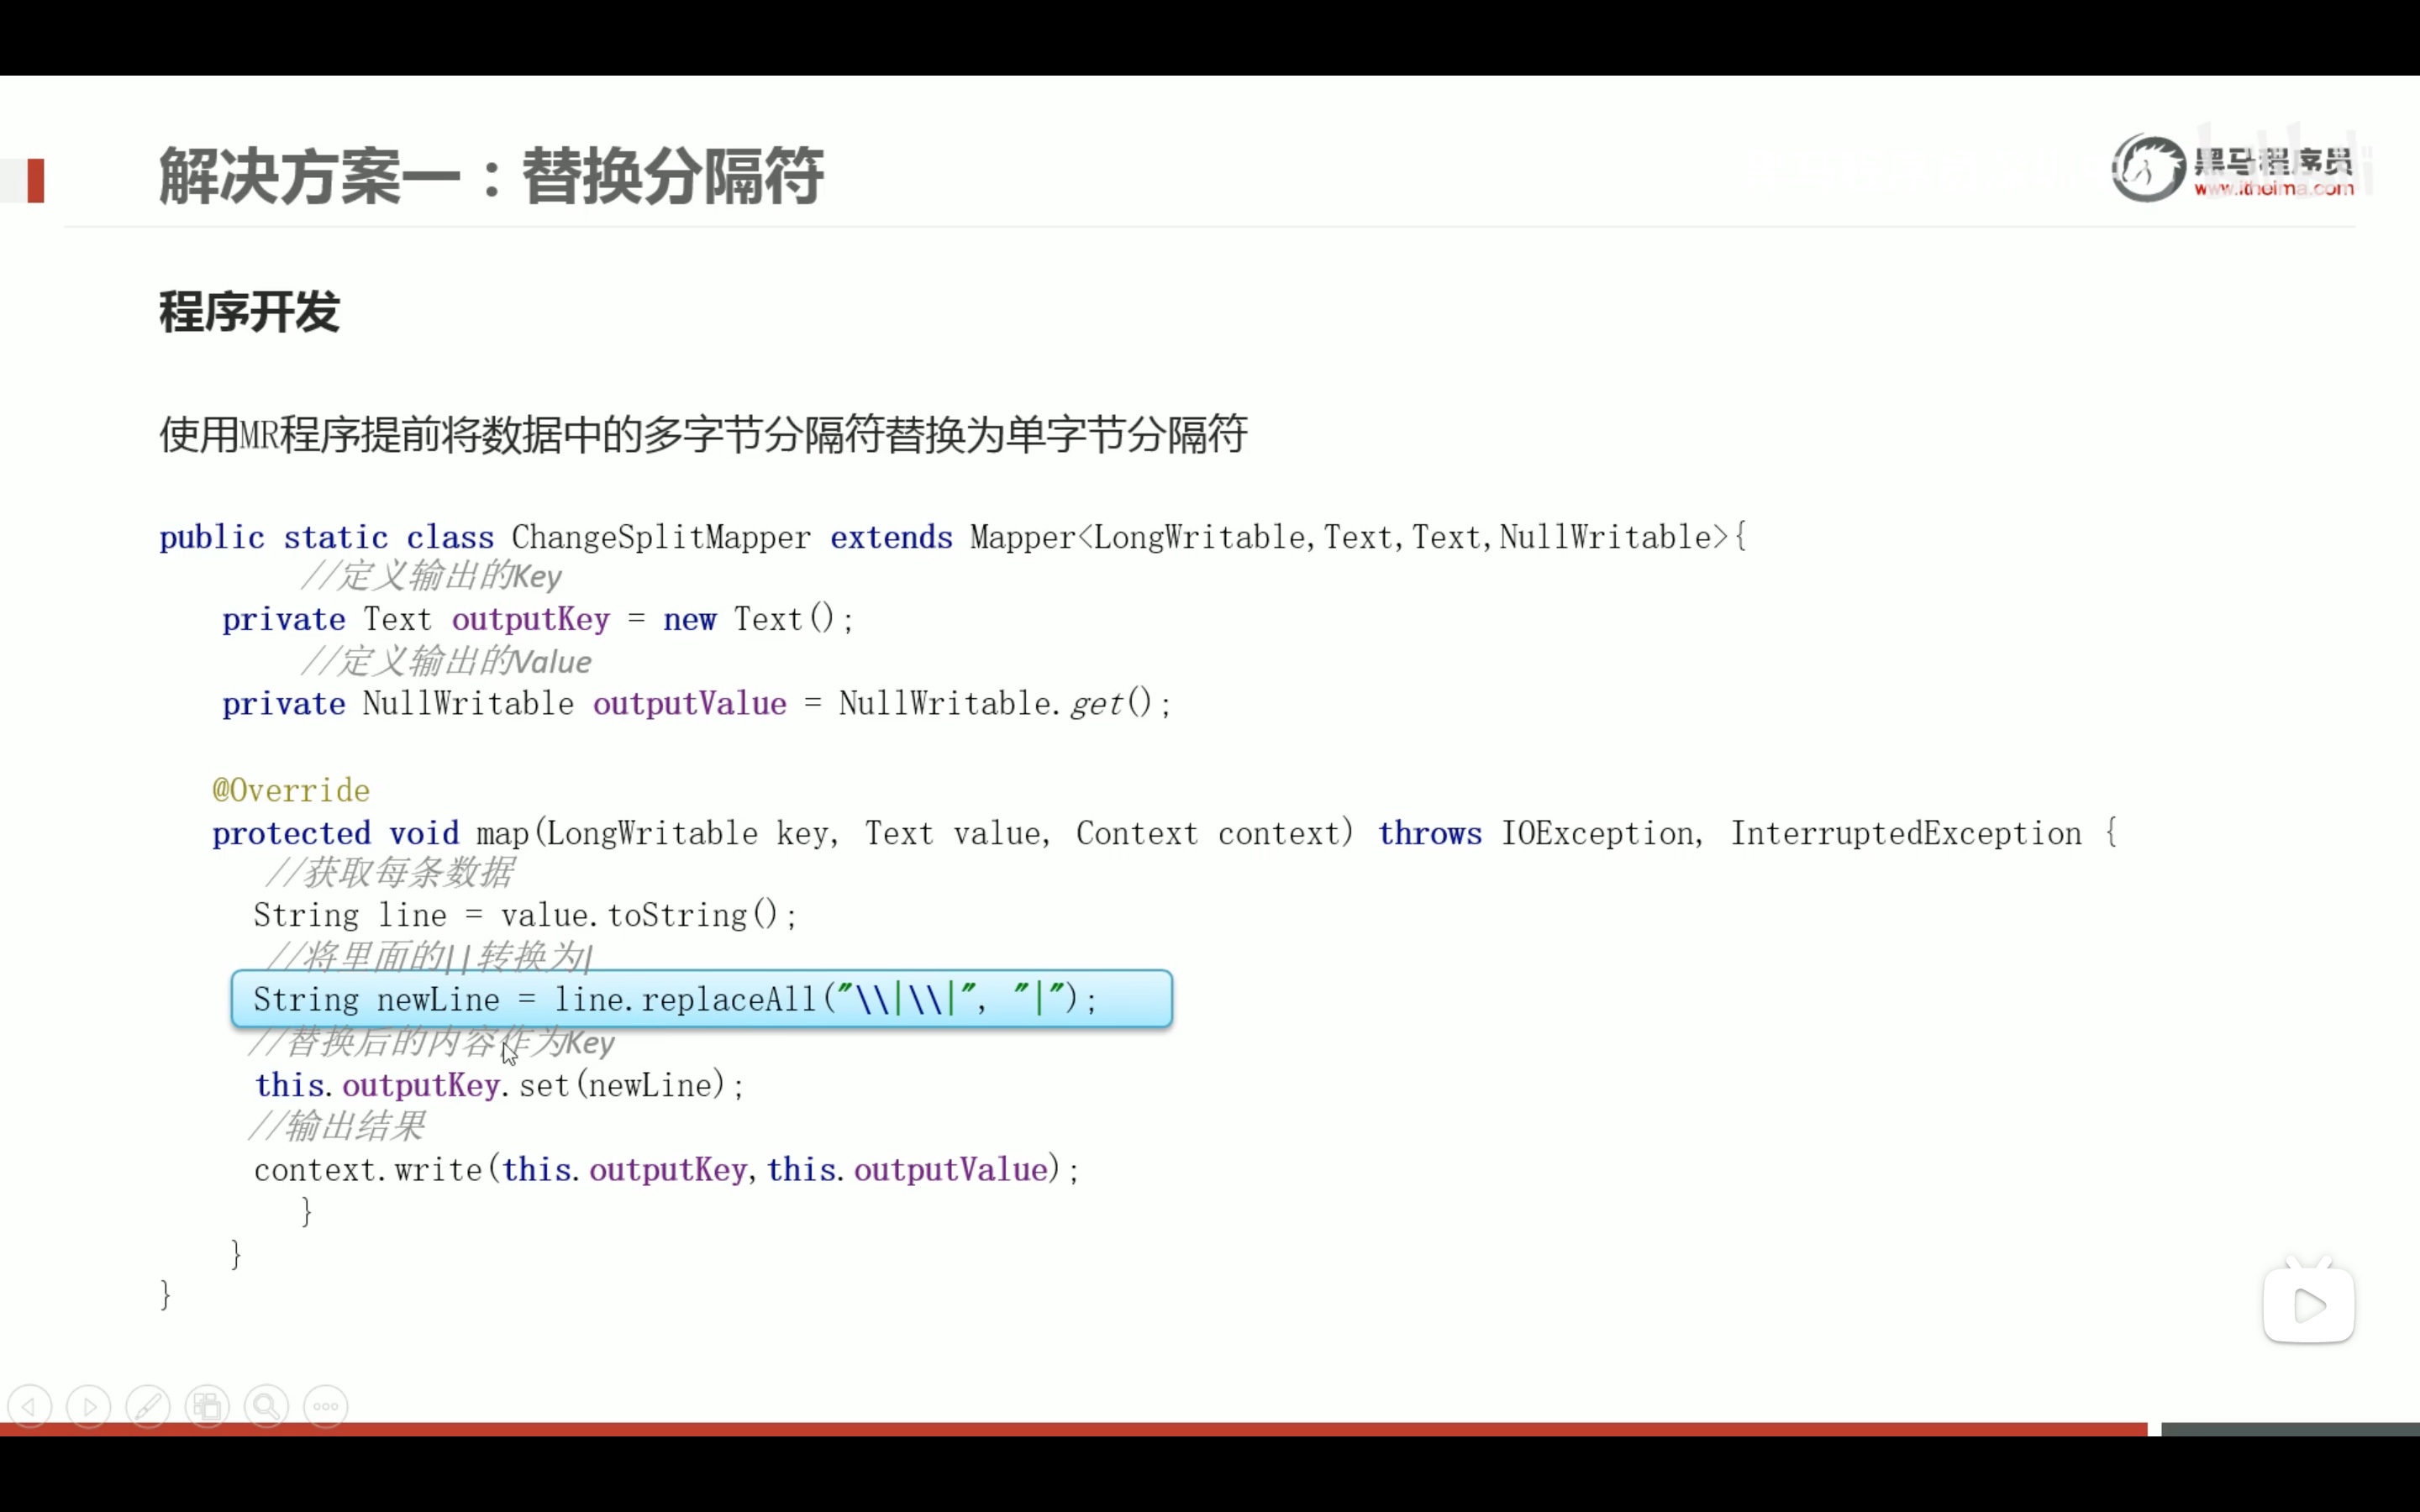 解决方案一：替换分隔符
黑马程序员
www.itheima.com
程序开发
使用MR程序提前将数据中的多字节分隔符替换为单字节分隔符
public static class ChangeSplitMapper extends Mapper<LongWritable,Text,Text,NullWritable>{
//定义输出的Key
private Text outputKey = new Text();
//定义输出的Value
private NullWritable outputValue = NullWritable.get();
@Override
protected void map(LongWritable key, Text value, Context context) throws IOException, InterruptedException {
//获取每条数据
String line = value.toString();
//将里面的||转换为|
String newLine = line.replaceAll("\\|\\|", "|");
//替换后的内容作为Key
this.outputKey.set(newLine);
//输出结果
context.write(this.outputKey,this.outputValue);
}
}
}